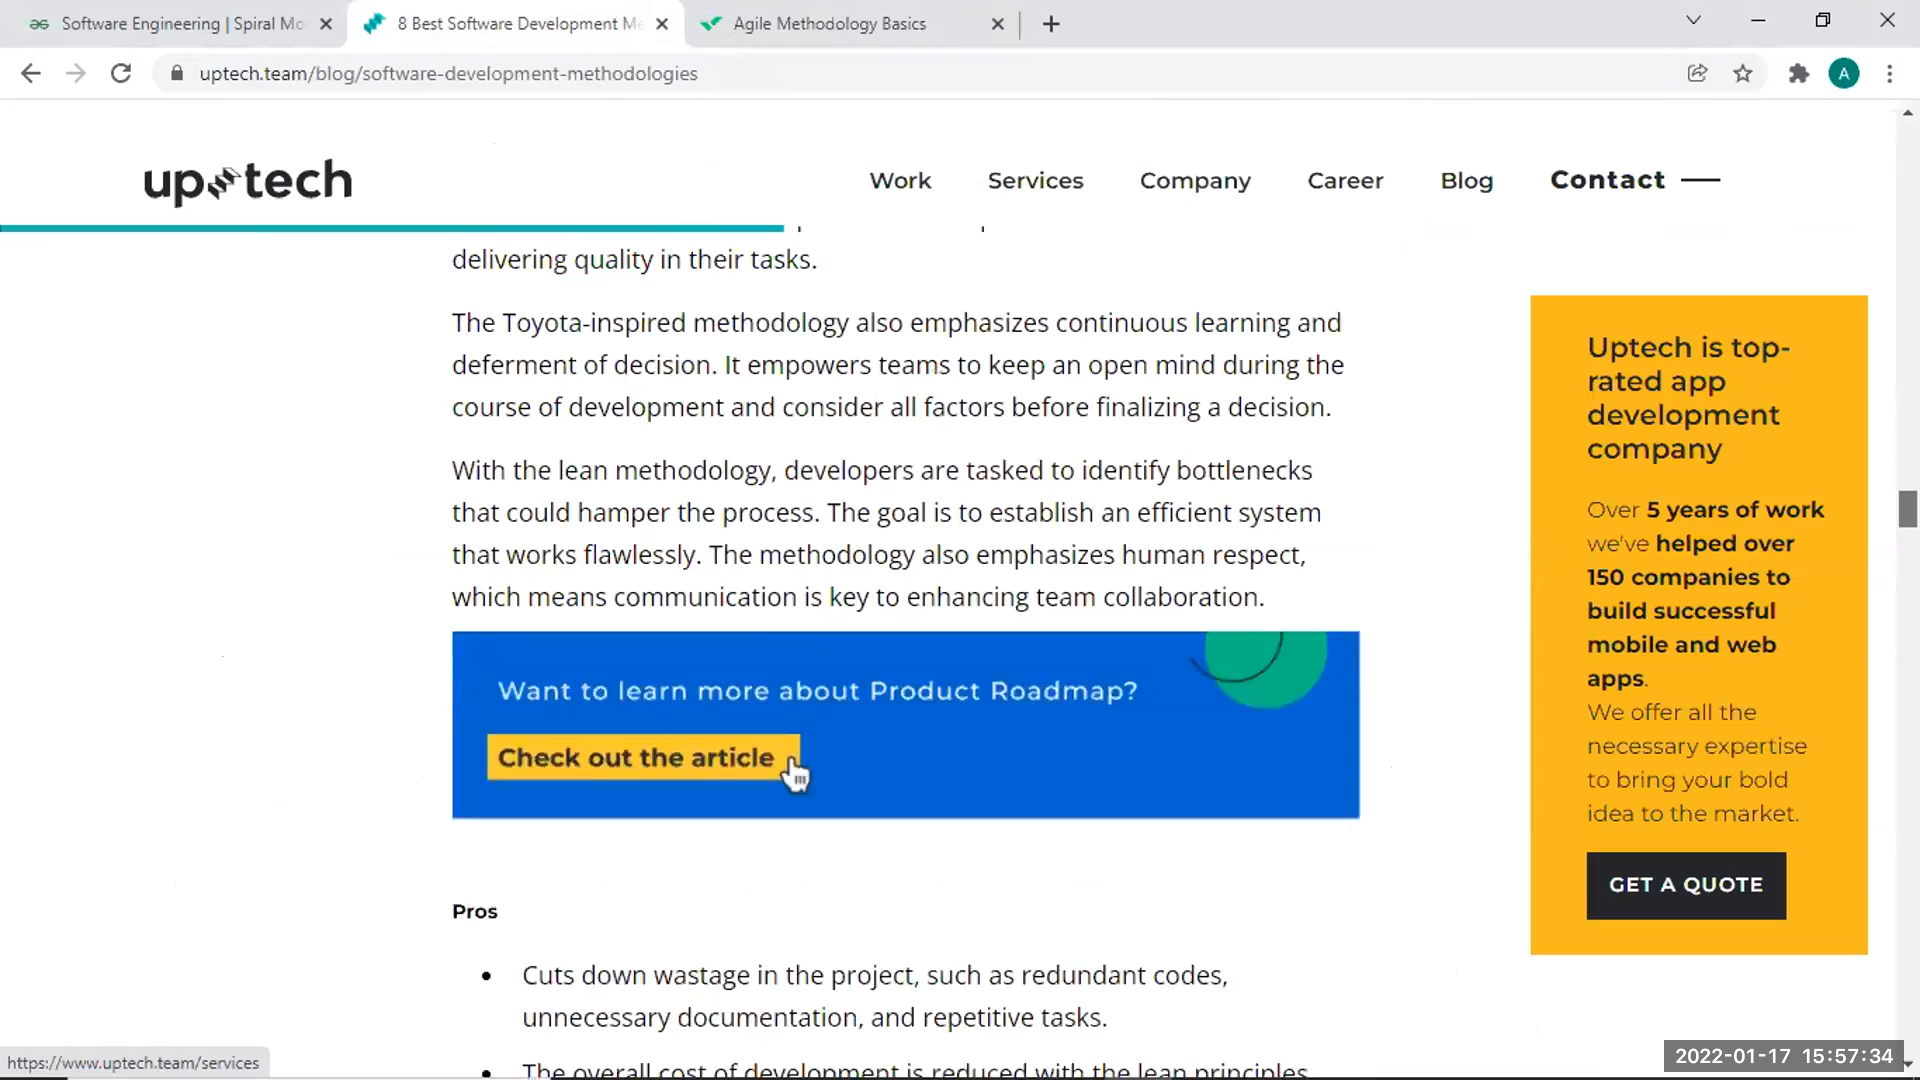 Software Engineering | Spiral Mo
8 Best Software Development Me
Agile Methodology Basics
uptech.team/blog/software-development-methodologies
A
up tech
Work
Services
Company
Career
Blog
Contact
delivering quality in their tasks.
The Toyota-inspired methodology also emphasizes continuous learning and
deferment of decision. It empowers teams to keep an open mind during the
course of development and consider all factors before finalizing a decision.
With the lean methodology, developers are tasked to identify bottlenecks
that could hamper the process. The goal is to establish an efficient system
that works flawlessly. The methodology also emphasizes human respect,
which means communication is key to enhancing team collaboration.
Want to learn more about Product Roadmap?
Check out the article
Pros
• Cuts down wastage in the project, such as redundant codes,
unnecessary documentation, and repetitive tasks.
• The overall cost of development is reduced with the lean principles
Uptech is top-
rated app
development
company
Over 5 years of work
we've helped over
150 companies to
build successful
mobile and web
apps.
We offer all the
necessary expertise
to bring your bold
idea to the market.
GET A QUOTE
https://www.uptech.team/services
2022-01-17 15:57:34